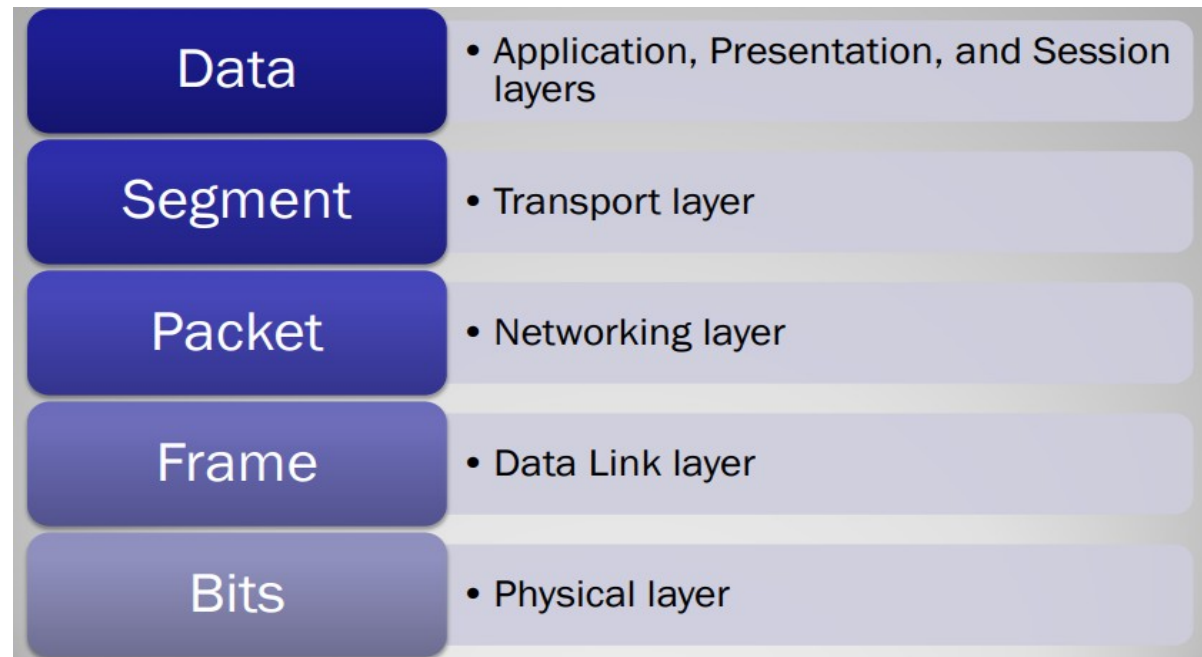 Data
• Application, Presentation, and Session
layers
Segment
• Transport layer
Packet
• Networking layer
Frame
• Data Link layer
Bits
• Physical layer